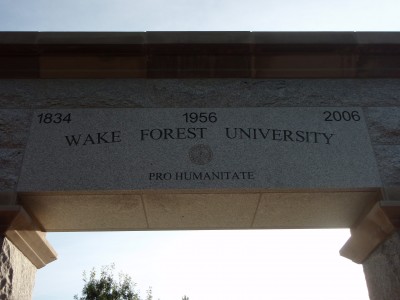 1834 1956 2006
WAKE FOREST UNIVERSITY
PRO HUMANITATE